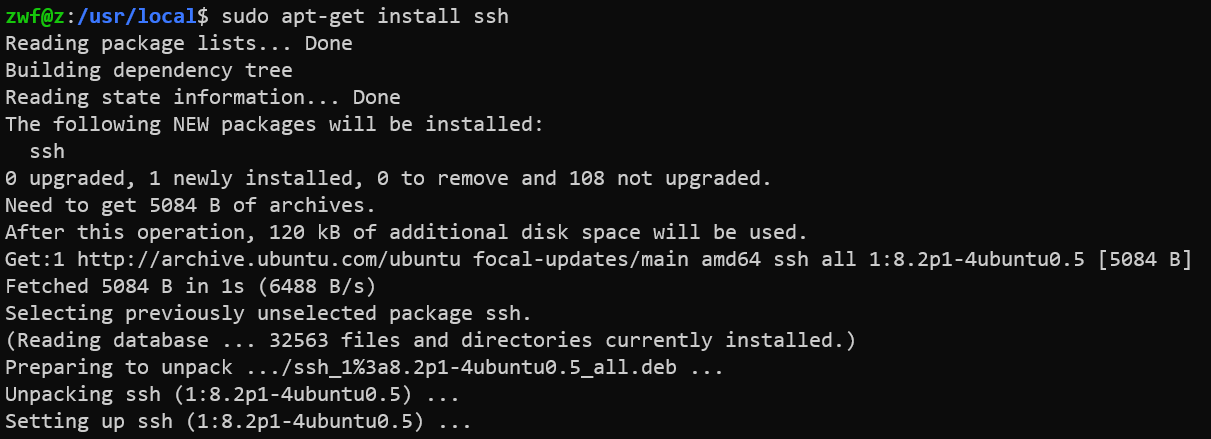 zwf@z:/usr/local$ sudo apt-get install ssh
Reading package lists... Done
Building dependency tree
Reading state information... Done
The following NEW packages will be installed:
  ssh
0 upgraded, 1 newly installed, 0 to remove and 108 not upgraded.
Need to get 5084 B of archives.
After this operation, 120 kB of additional disk space will be used.
Get:1 http://archive.ubuntu.com/ubuntu focal-updates/main amd64 ssh all 1:8.2p1-4ubuntu0.5 [5084 B]
Fetched 5084 B in 1s (6488 B/s)
Selecting previously unselected package ssh.
(Reading database ... 32563 files and directories currently installed.)
Preparing to unpack .../ssh_1%3a8.2p1-4ubuntu0.5_all.deb ...
Unpacking ssh (1:8.2p1-4ubuntu0.5) ...
Setting up ssh (1:8.2p1-4ubuntu0.5) ...